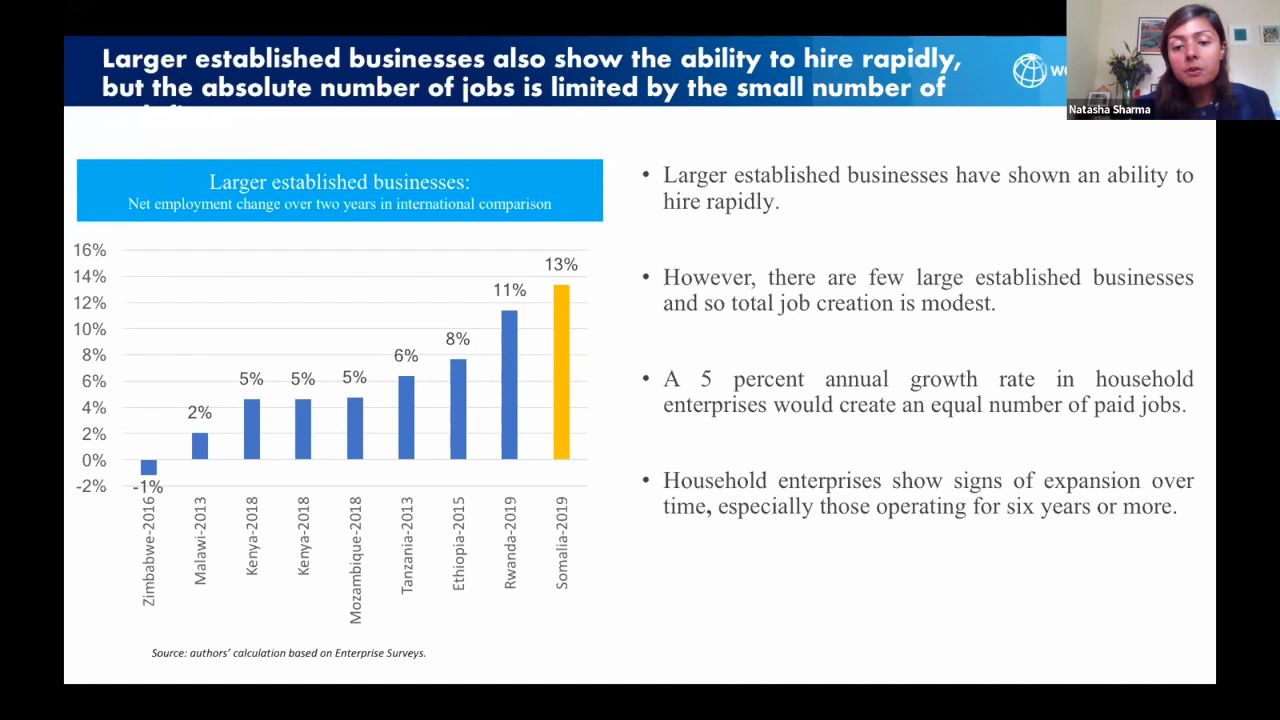 Larger established businesses also show the ability to hire rapidly,
but the absolute number of jobs is limited by the small number of
Natasha Sharma
Larger established businesses:
Net employment change over two years in international comparison
16%
14%
12%
10%
8%
6%
4%
2%
0%
-2%
-1%
2%
5%
5%
5%
6%
8%
11%
13%
Zimbabwe-2016
Malawi-2013
Kenya-2018
Kenya-2018
Mozambique-2018
Tanzania-2013
Ethiopia-2015
Rwanda-2019
Somalia-2019
Source: authors' calculation based on Enterprise Surveys.
• Larger established businesses have shown an ability to
hire rapidly.
• However, there are few large established businesses
and so total job creation is modest.
• A 5 percent annual growth rate in household
enterprises would create an equal number of paid jobs.
• Household enterprises show signs of expansion over
time, especially those operating for six years or more.